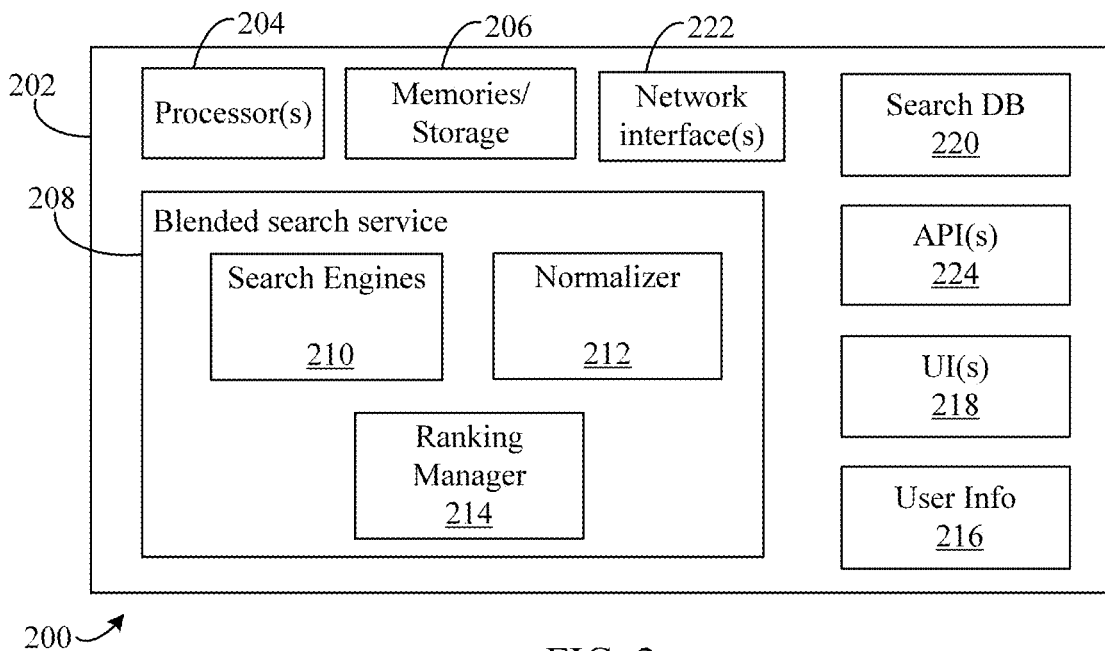 204
206
222
202
Processor(s)
Memories/
Storage
Network
interface(s)
Search DB
220
208
Blended search service
Search Engines
210
Normalizer
212
API(s)
224
Ranking
Manager
214
UI(s)
218
User Info
216
200